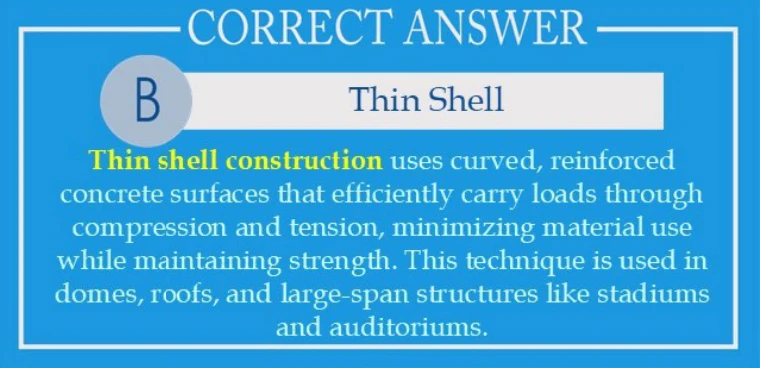 CORRECT ANSWER
B
Thin Shell
Thin shell construction uses curved, reinforced
concrete surfaces that efficiently carry loads through
compression and tension, minimizing material use
while maintaining strength. This technique is used in
domes, roofs, and large-span structures like stadiums
and auditoriums.